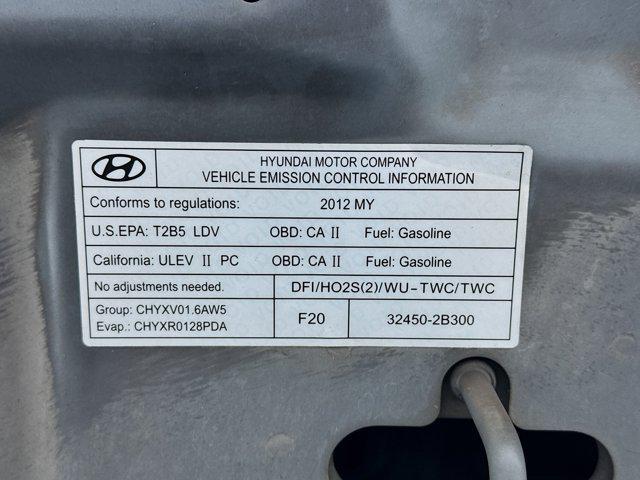 HYUNDAI MOTOR COMPANY
VEHICLE EMISSION CONTROL INFORMATION
Conforms to regulations: 2012 MY
U.S.EPA: T2B5 LDV OBD: CA II Fuel: Gasoline
California: ULEV II PC OBD: CA II Fuel: Gasoline
No adjustments needed. DFI/HO2S(2)/WU-TWC/TWC
Group: CHYXV01.6AW5
Evap.: CHYXR0128PDA
F20
32450-2B300